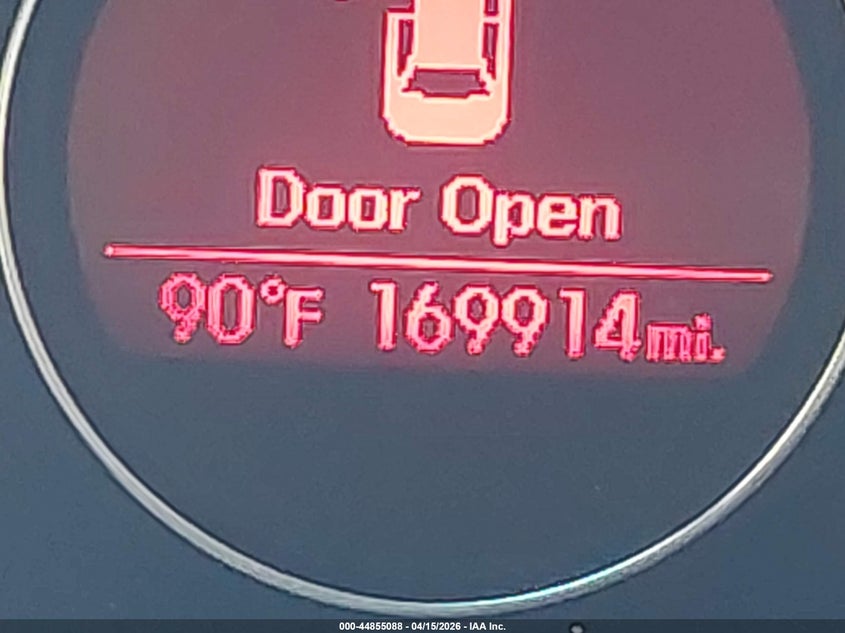 Door Open
90°F 169914mi.
000-44855088 - 04/15/2026 - IAA Inc.